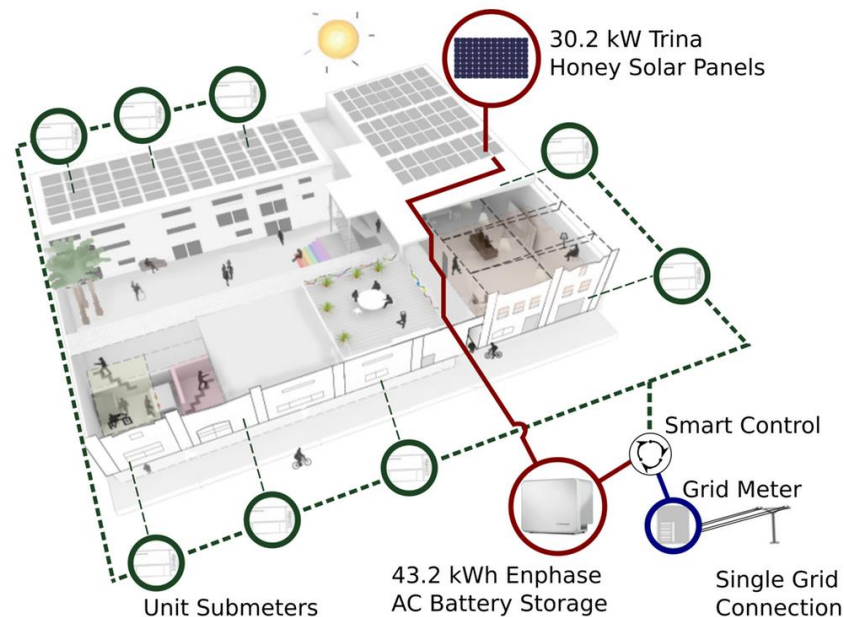 30.2 kW Trina
Honey Solar Panels
Smart Control
Grid Meter
43.2 kWh Enphase
AC Battery Storage
Single Grid
Connection
Unit Submeters